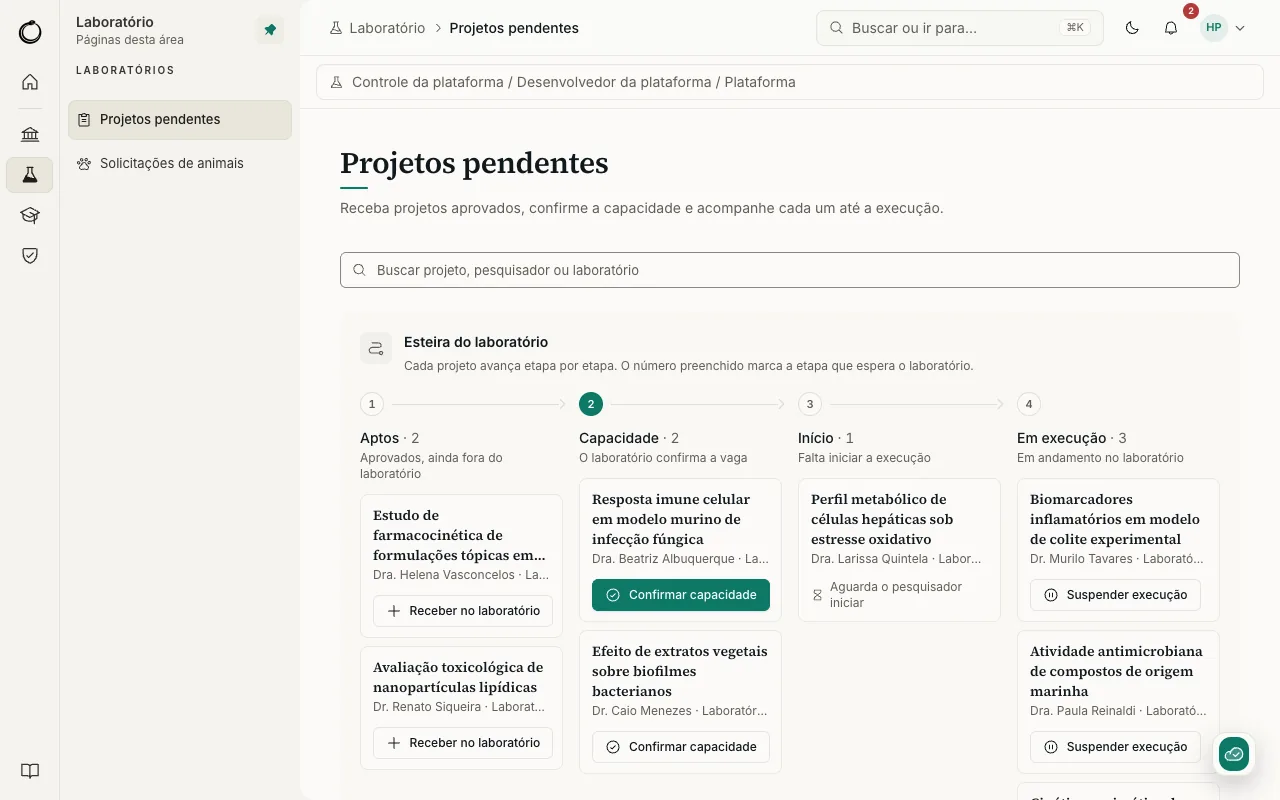 Laboratório
Páginas desta área
LABORATÓRIOS
Projetos pendentes
Solicitações de animais
Laboratório > Projetos pendentes
Buscar ou ir para...
⌘K
2
HP
Controle da plataforma / Desenvolvedor da plataforma / Plataforma
Projetos pendentes
Receba projetos aprovados, confirme a capacidade e acompanhe cada um até a execução.
Buscar projeto, pesquisador ou laboratório
Esteira do laboratório
Cada projeto avança etapa por etapa. O número preenchido marca a etapa que espera o laboratório.
1
Aptos · 2
Aprovados, ainda fora do
laboratório
Estudo de
farmacocinética de
formulações tópicas em...
Dra. Helena Vasconcelos · La...
Receber no laboratório
Avaliação toxicológica de
nanopartículas lipídicas
Dr. Renato Siqueira · Laborat...
Receber no laboratório
2
Capacidade · 2
O laboratório confirma a vaga
Resposta imune celular
em modelo murino de
infecção fúngica
Dra. Beatriz Albuquerque · La...
Confirmar capacidade
Efeito de extratos vegetais
sobre biofilmes
bacterianos
Dr. Caio Menezes · Laboratór...
Confirmar capacidade
3
Início · 1
Falta iniciar a execução
Perfil metabólico de
células hepáticas sob
estresse oxidativo
Dra. Larissa Quintela · Labor...
Aguarda o pesquisador
iniciar
4
Em execução · 3
Em andamento no laboratório
Biomarcadores
inflamatórios em modelo
de colite experimental
Dr. Murilo Tavares · Laborató...
Suspender execução
Atividade antimicrobiana
de compostos de origem
marinha
Dra. Paula Reinaldi · Laborató...
Suspender execução